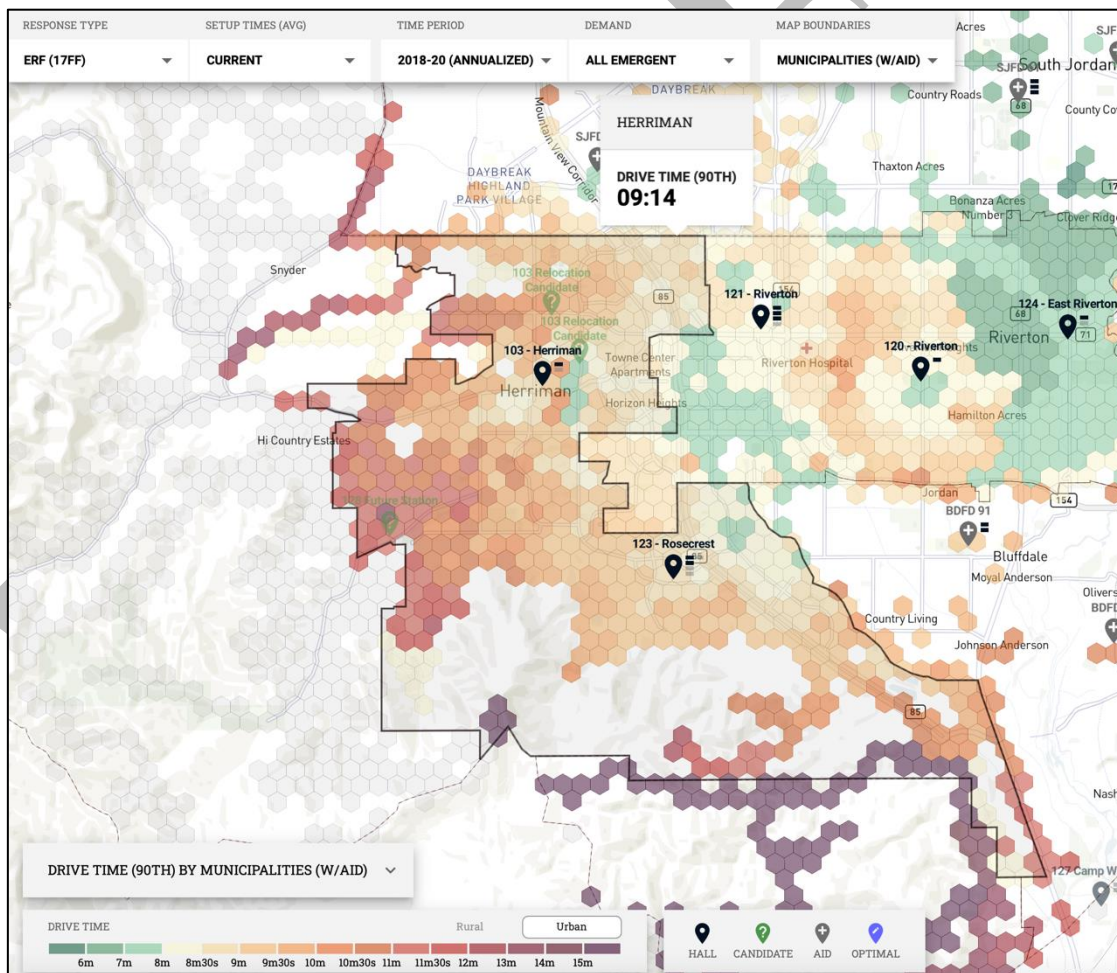 RESPONSE TYPE SETUP TIMES (AVG) TIME PERIOD DEMAND MAP BOUNDARIES
ERF (17FF) CURRENT 2018-20 (ANNUALIZED) ALL EMERGENT MUNICIPALITIES (W/AID)
Acres
South Jordan
Country Roads
68
County Co
DAYBREAK
HERRIMAN
DRIVE TIME (90TH)
09:14
Mountain View Corridor
DAYBREAK
HIGHLAND
PARK VILLAGE
Thaxton Acres
Bonanza Acres
Number 3
Clover Ridge
Snyder
103 Relocation
Candidate
85
121 - Riverton
154
124 - East Riverton
68
Riverton
71
103 Relocation
Candidate
103 - Herriman
Herriman
Towne Center
Apartments
Riverton Hospital
120 - Riverton
Horizon Heights
Hamilton Acres
Hi Country Estates
Future Station
Jordan
154
BDFD 91
Bluffdale
123 - Rosecrest
85
Moyal Anderson
Olivers
BDFD
Country Living
Johnson Anderson
85
Nash
127 Camp W
DRIVE TIME (90TH) BY MUNICIPALITIES (W/AID)
DRIVE TIME Rural Urban
6m 7m 8m 8m30s 9m 9m30s 10m 10m30s 11m 11m30s 12m 13m 14m 15m
HALL CANDIDATE AID OPTIMAL